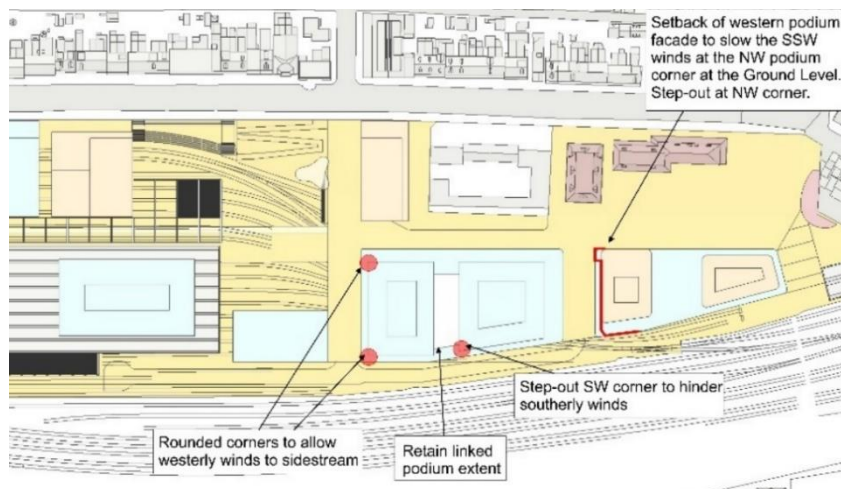 Setback of western podium
facade to slow the SSW
winds at the NW podium
corner at the Ground Level.
Step-out at NW corner.
Step-out SW corner to hinder
southerly winds
Rounded corners to allow
westerly winds to sidestream
Retain linked
podium extent